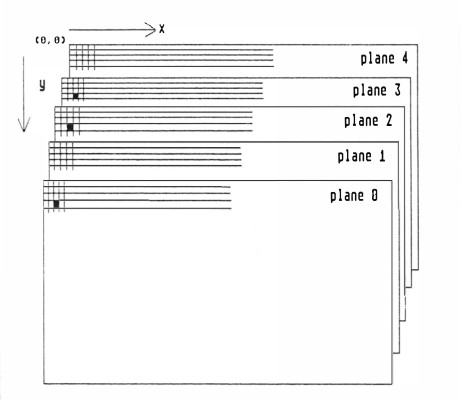 x
(0,0)
plane 4
y
plane 3
plane 2
plane 1
plane 0